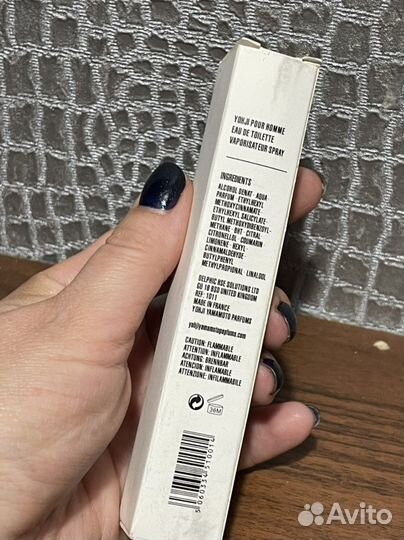 YOHJI POUR HOMME
EAU DE TOILETTE
VAPORISATEUR SPRAY
INGREDIENTS
ALCOHOL DENAT · AQUA·
PARFUM · ETHYLHEXYL
METHOXYCINNAMATE ·
ETHYLHEXYL SALICYLATE·
BUTYL METHOXYDIBENZOYL-
METHANE · BHT · CITRAL·
CITRONELLOL · COUMARIN
LIMONENE · HEXYL·
CINNAMALDEHYDE·
BUTYLPHENYL
METHYLPROPIONAL · LINALOOL
DELPHIC HSE SOLUTIONS LTD
GU 10 8SD UNITED KINGDOM
REF: 1011
MADE IN FRANCE
YOHJI YAMAMOTO PARFUMS
yohjiyamamotoparfums.com
CAUTION: FLAMMABLE
ATTENTION: INFLAMMABLE
ACHTUNG: BRENNBAR
ATENCION: INFLAMABLE
ATTENZIONE: INFIAMMABILE
36M
5060334510014
Avito